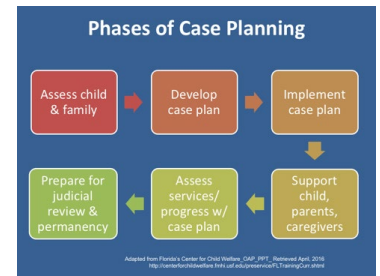 Phases of Case Planning
Assess child
& family
Develop
case plan
Implement
case plan
Support
child,
parents,
caregivers
Assess
services/
progress w/
case plan
Prepare for
judicial
review &
permanency
Adapted from Florida's Center for Child Welfare_OAP_PPT_ Retrieved April, 2016
http://centerforchildwelfare.fmhi.usf.edu/preservice/FLTrainingCurr.shtml